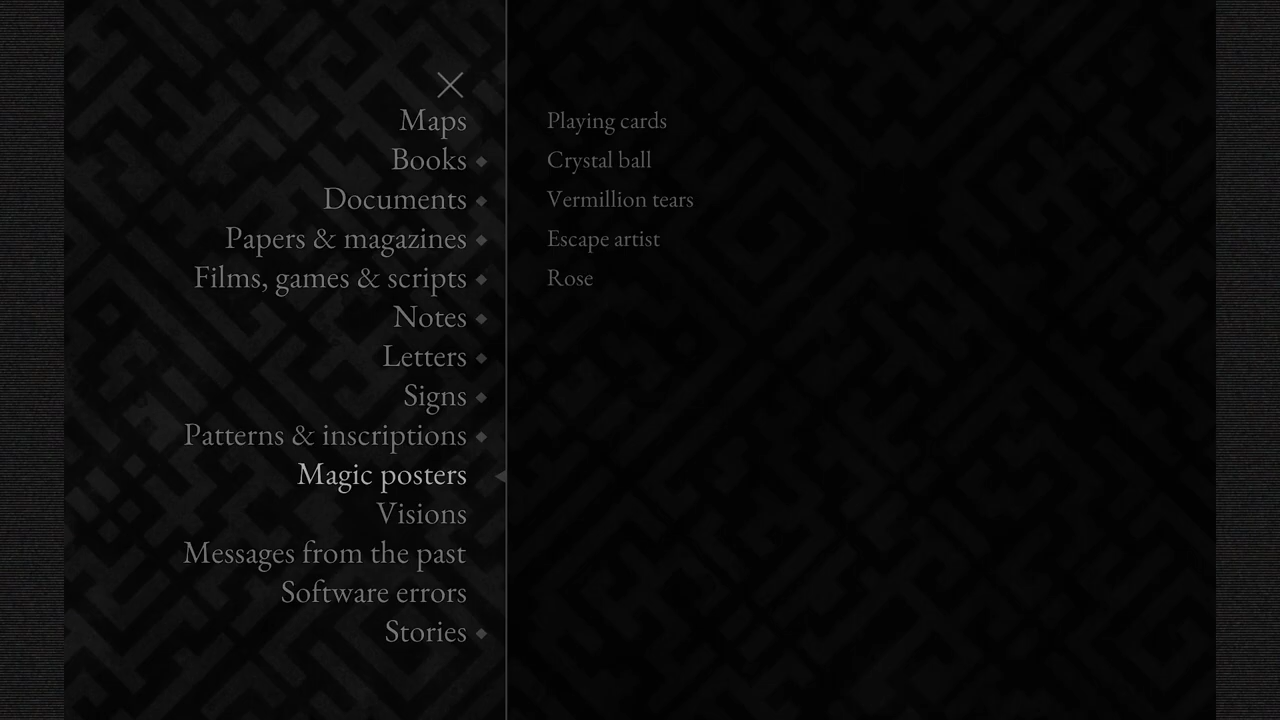 Maps
Books
Documents
Papers & magazines
Films, games & scripts
Notes
Letters
Signs
Patterns & inscriptions
Magic posters
Visions
Messages from the past
Software errors
Stories
Playing cards
Crystal ball
Vermillion tears
Escape artist
Rose